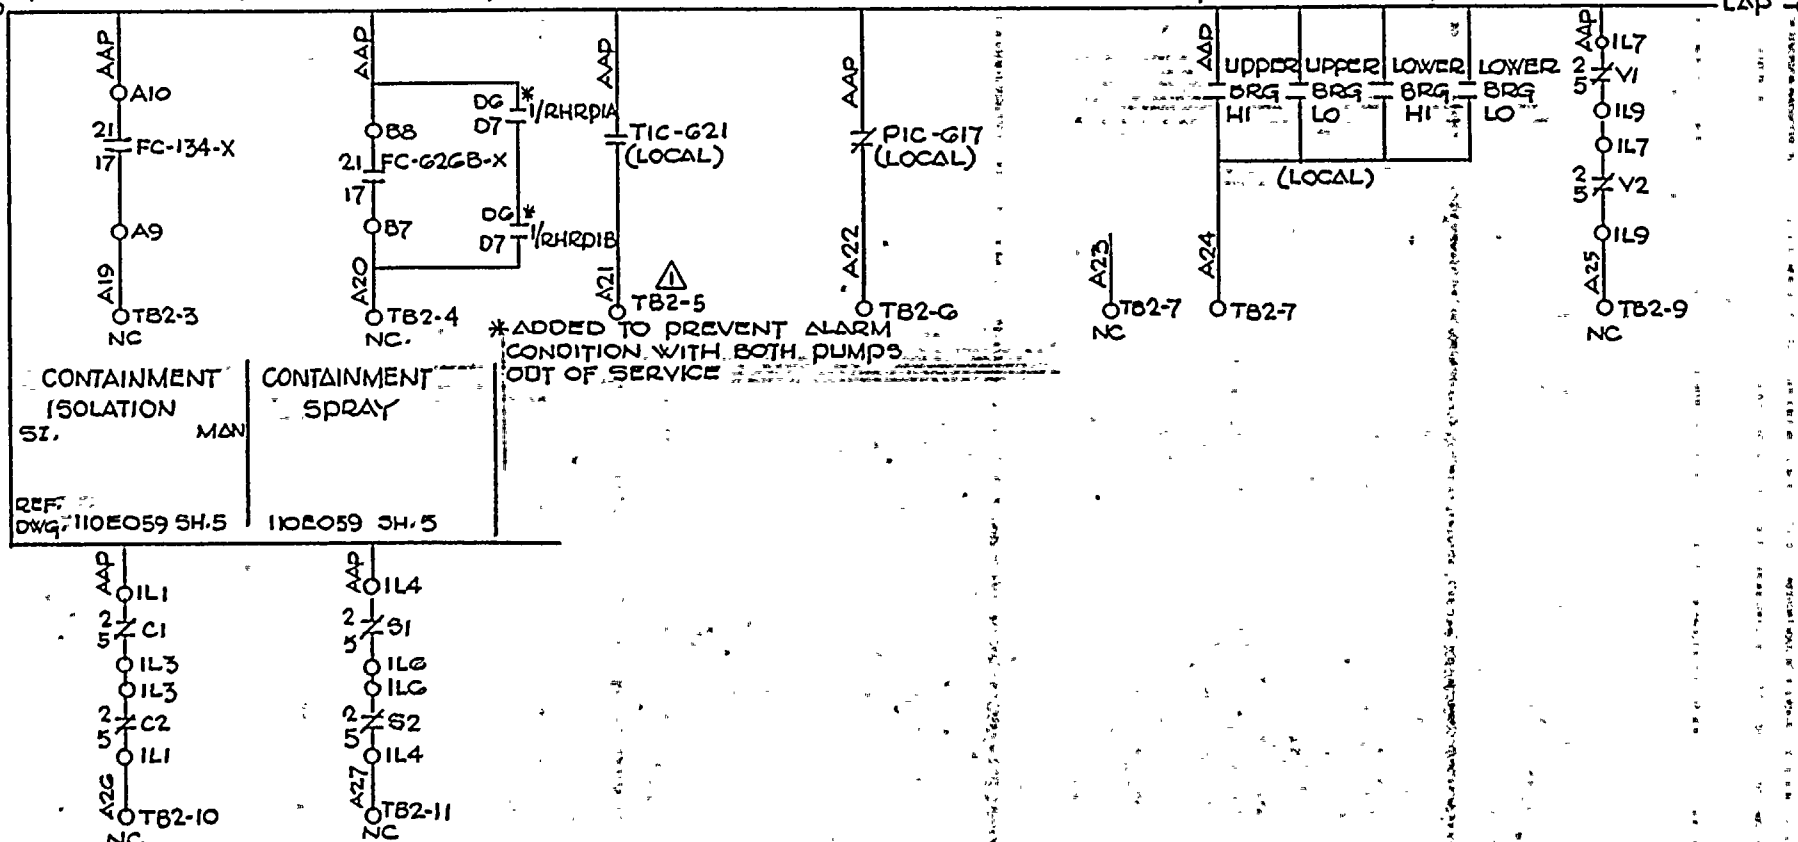 LAP
AAP
A10
21
17
FC-134-X
A9
A19
TB2-3
NC
AAP
B8
21
17
FC-626B-X
B7
A20
TB2-4
NC.
D6
D7
*
1/RHRP1A
D6
D7
*
1/RHRP1B
AAP
TIC-621
(LOCAL)
A21
1
TB2-5
AAP
PIC-617
(LOCAL)
A22
TB2-6
A23
TB2-7
NC
AAP
UPPER
BRG
HI
UPPER
BRG
LO
LOWER
BRG
HI
LOWER
BRG
LO
(LOCAL)
A24
TB2-7
AAP
IL7
2
5
V1
IL9
IL7
2
5
V2
IL9
A25
TB2-9
NC
* ADDED TO PREVENT ALARM
CONDITION WITH BOTH PUMPS
OUT OF SERVICE
CONTAINMENT
ISOLATION
SI. MAN
CONTAINMENT
SPRAY
REF.
DWG. 110E059 SH.5
110E059 SH.5
AAP
IL1
2
5
C1
IL3
IL3
2
5
C2
IL1
A26
TB2-10
NC
AAP
IL4
2
5
S1
IL6
IL6
2
5
S2
IL4
A27
TB2-11
NC